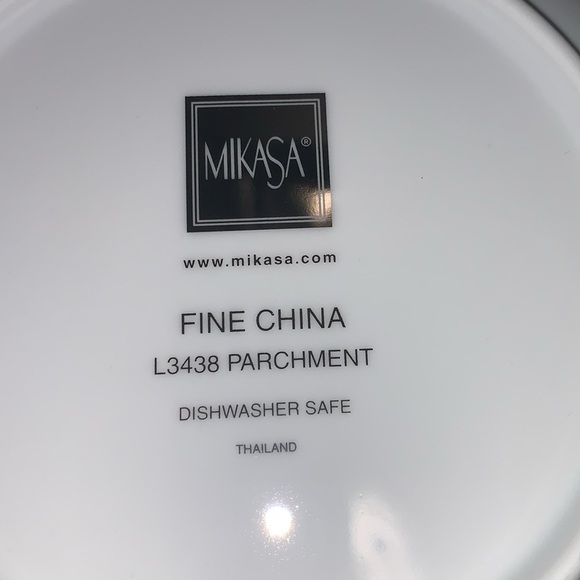 MIKASA®
www.mikasa.com
FINE CHINA
L3438 PARCHMENT
DISHWASHER SAFE
THAILAND